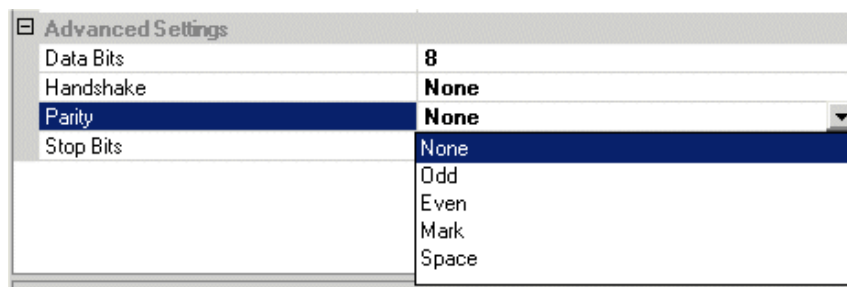 Advanced Settings
Data Bits 8
Handshake None
Parity None
Stop Bits
None
Odd
Even
Mark
Space